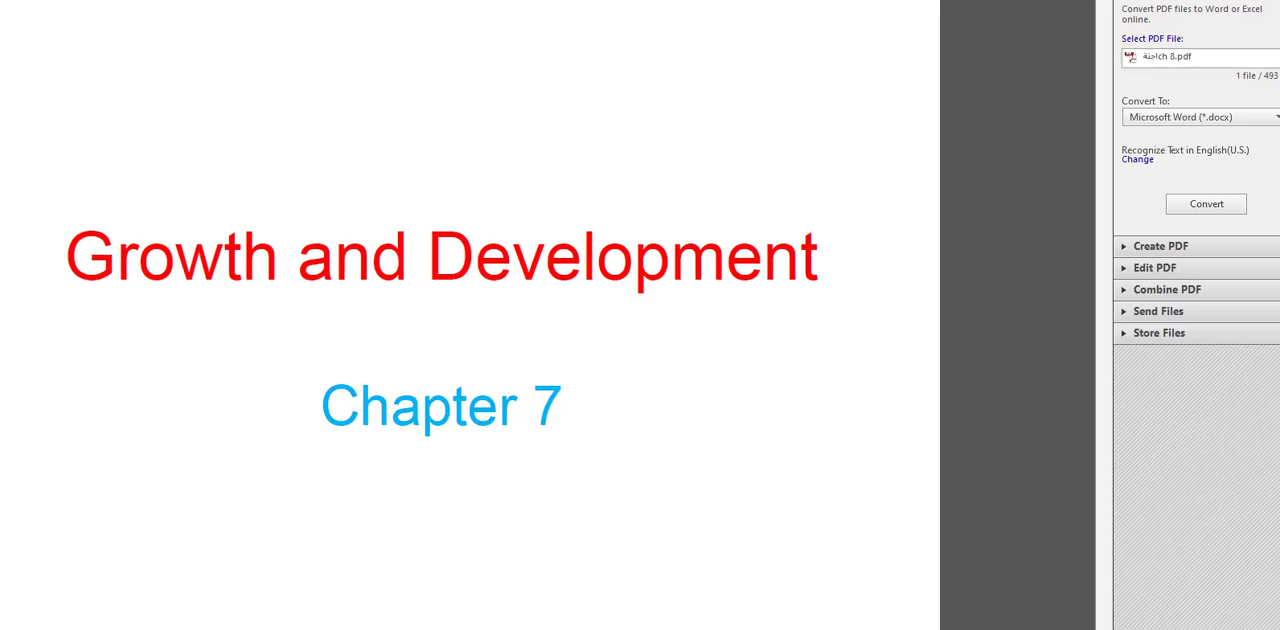 Growth and Development
Chapter 7
Convert PDF files to Word or Excel
online.
Select PDF File:
اجنة ch 8.pdf
1 file / 493
Convert To:
Microsoft Word (*.docx)
Recognize Text in English(U.S.)
Change
Convert
Create PDF
Edit PDF
Combine PDF
Send Files
Store Files